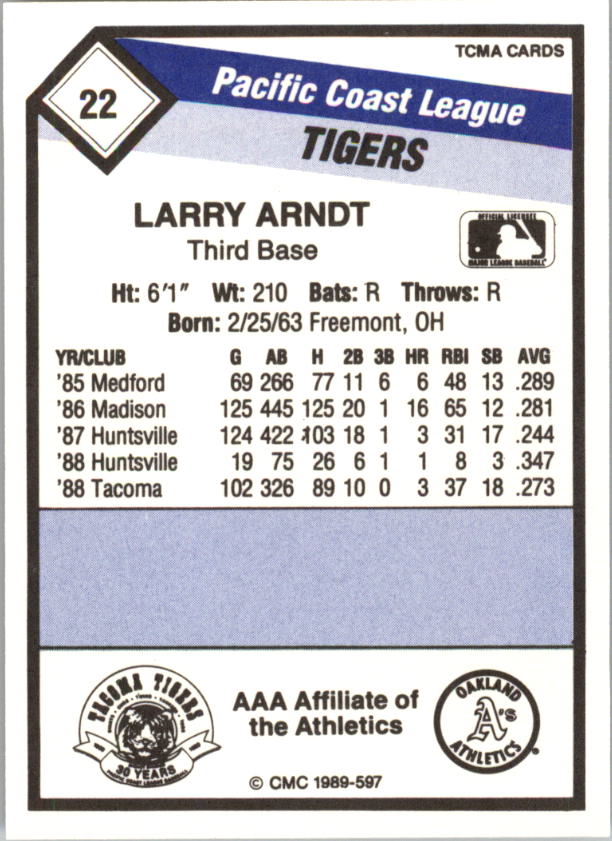 TCMA CARDS
22
Pacific Coast League
TIGERS
LARRY ARNDT
Third Base
OFFICIAL LICENSEE
MAJOR LEAGUE BASEBALL
Ht: 6'1" Wt: 210 Bats: R Throws: R
Born: 2/25/63 Freemont, OH
YR/CLUB G AB H 2B 3B HR RBI SB AVG
'85 Medford 69 266 77 11 6 6 48 13 .289
'86 Madison 125 445 125 20 1 16 65 12 .281
'87 Huntsville 124 422 103 18 1 3 31 17 .244
'88 Huntsville 19 75 26 6 1 1 8 3 .347
'88 Tacoma 102 326 89 10 0 3 37 18 .273
TACOMA TIGERS
30 YEARS
PACIFIC COAST LEAGUE BASEBALL
AAA Affiliate of
the Athletics
OAKLAND
A's
ATHLETICS
®
© CMC 1989-597